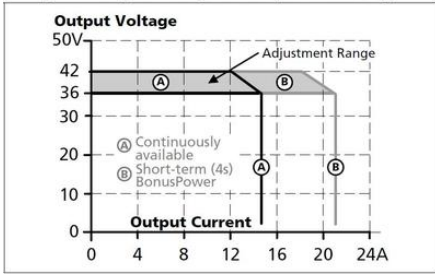 Output Voltage
50V
42
36
30
20
10
0
Adjustment Range
A
B
A Continuously
available
B Short-term (4s)
BonusPower
A
B
Output Current
0 4 8 12 16 20 24A